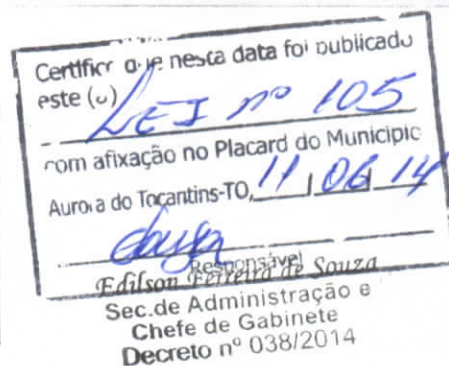 Certifico que nesta data foi publicado
este (o)
LEI nº 105
com afixação no Placard do Municipio
Aurora do Tocantins-TO, 11 / 06 / 14
Responsável
Edilson Ferreira de Souza
Sec.de Administração e
Chefe de Gabinete
Decreto nº 038/2014